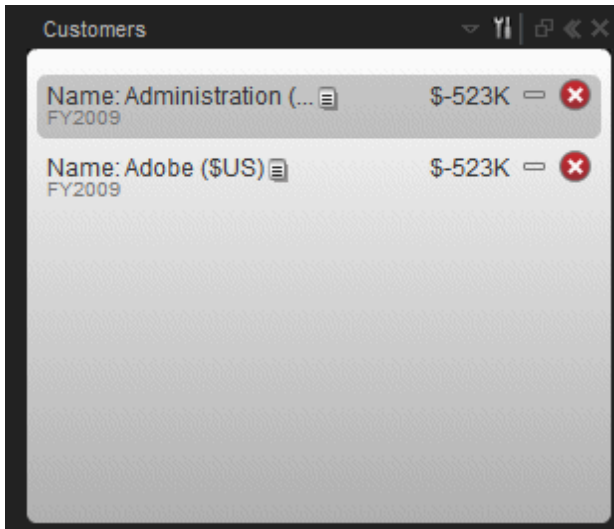 Customers
Name: Administration (... $-523K
FY2009
Name: Adobe ($US) $-523K
FY2009